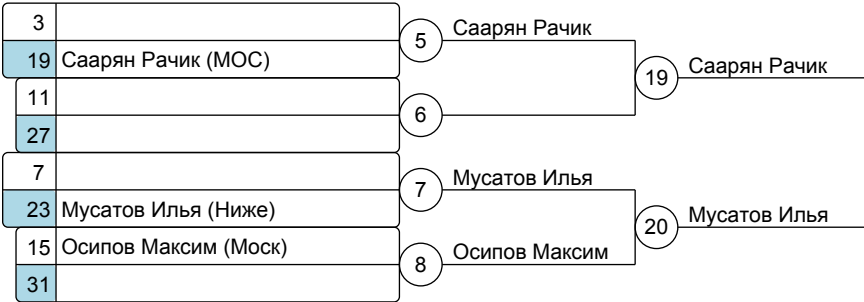 3
19 Саарян Рачик (МОС)
5 Саарян Рачик
19 Саарян Рачик
11
27
6
7
23 Мусатов Илья (Ниже)
7 Мусатов Илья
20 Мусатов Илья
15 Осипов Максим (Моск)
31
8 Осипов Максим